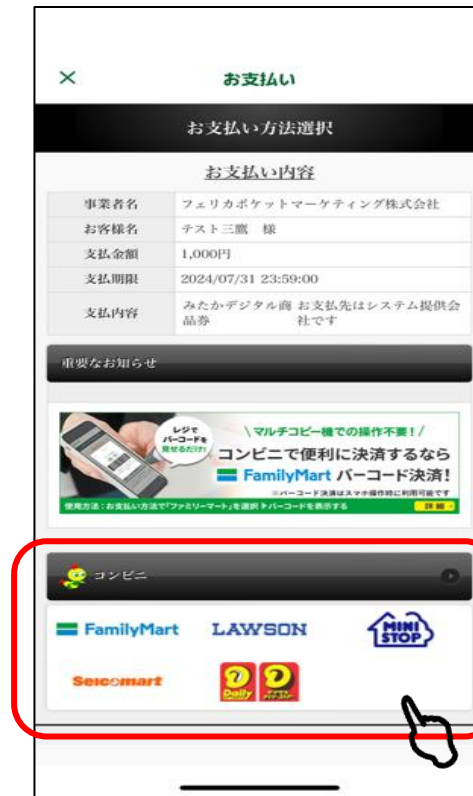 ×
お支払い
お支払い方法選択
お支払い内容
事業者名 フェリカポケットマーケティング株式会社
お客様名 テスト三鷹 様
支払金額 1,000円
支払期限 2024/07/31 23:59:00
支払内容 みたかデジタル商品券 お支払先はシステム提供会社です
重要なお知らせ
レジで
バーコードを
見せるだけ!
\マルチコピー機での操作不要!/
コンビニで便利に決済するなら
FamilyMart バーコード決済!
※バーコード決済はスマホ操作時に利用可能です
使用方法:お支払い方法で「ファミリーマート」を選択▶バーコードを表示する 詳細
コンビニ
FamilyMart LAWSON MINI STOP
Seicomart Daily